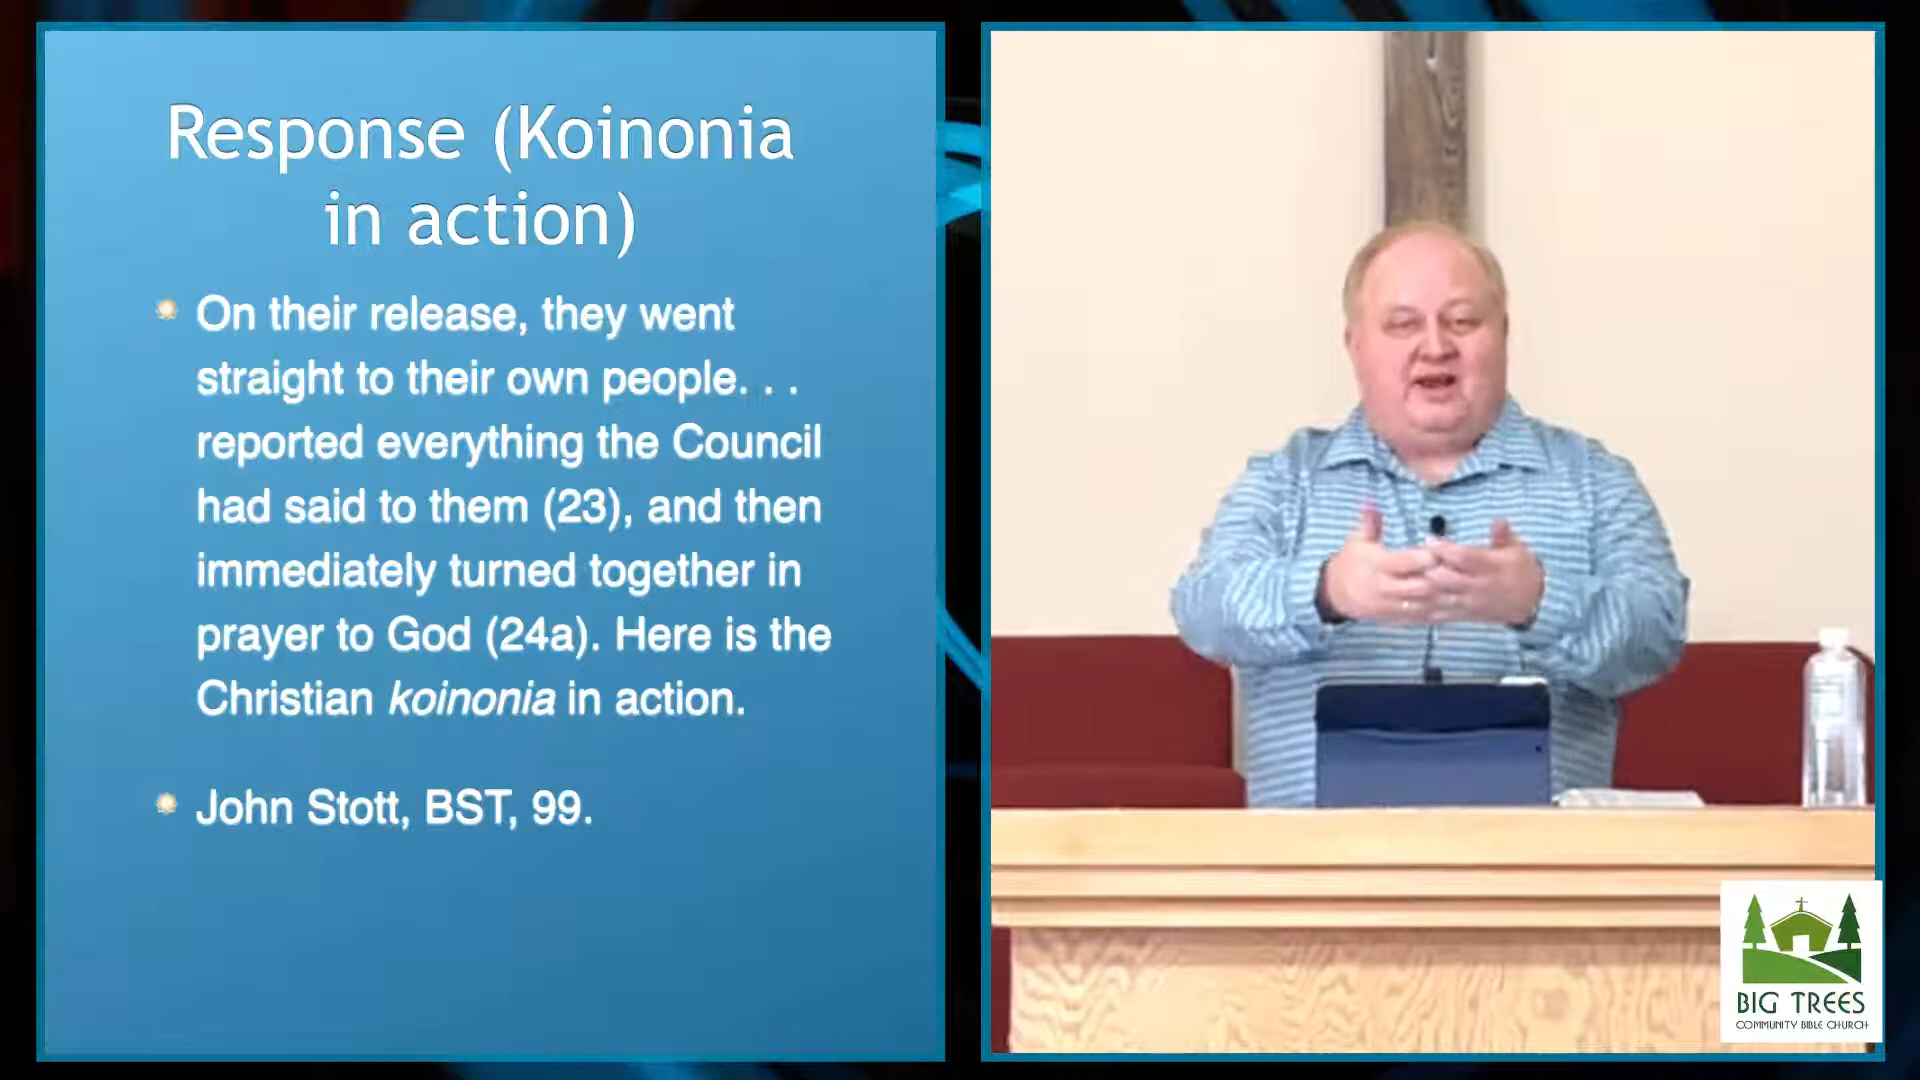 Response (Koinonia
in action)
On their release, they went
straight to their own people. . .
reported everything the Council
had said to them (23), and then
immediately turned together in
prayer to God (24a). Here is the
Christian koinonia in action.
John Stott, BST, 99.
BIG TREES
COMMUNITY BIBLE CHURCH